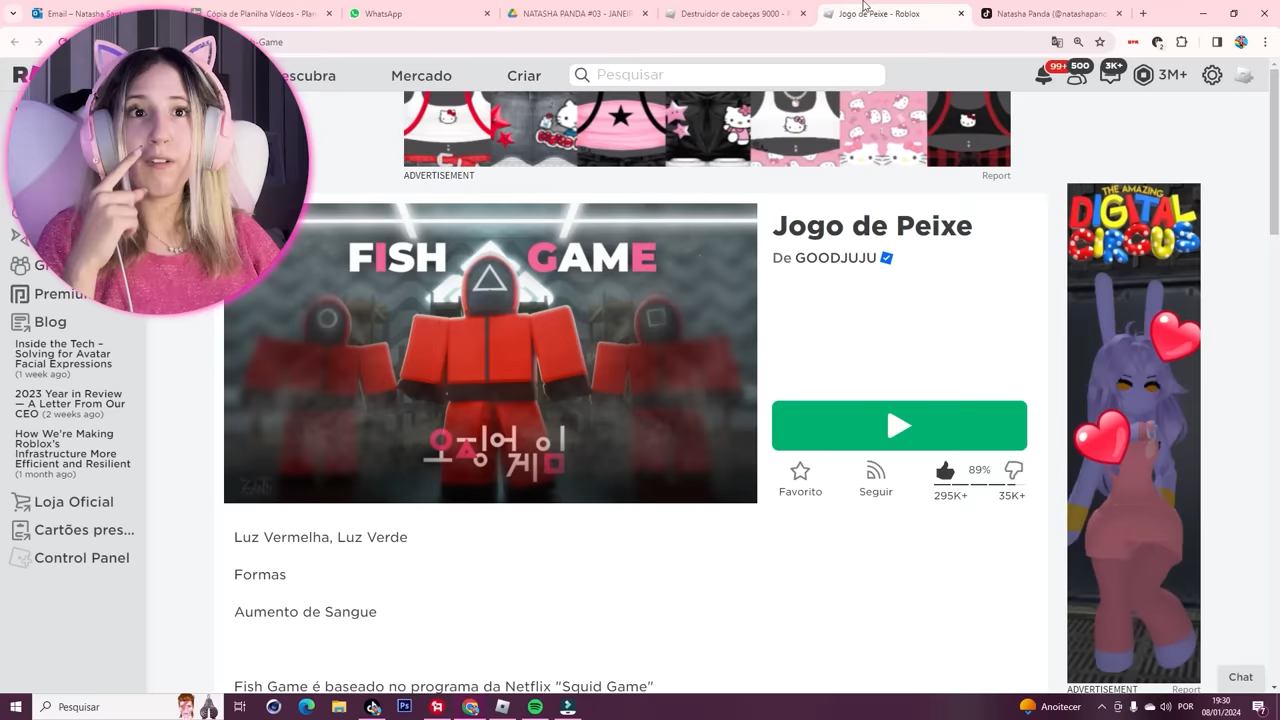 Email – Natasha San
Cópia de Planilha Vídeos - Pla
WhatsApp
NATASHA PANDA #03 - JANEI
Destruidor de cabeças 9000 -
Jogo de Peixe - Roblox
Natasha Panda (@natashapan
-Game
escubra
Mercado
Criar
Pesquisar
99+
500
3K+
3M+
ADVERTISEMENT
Report
FISH GAME
오징어
게임
Jogo de Peixe
De GOODJUJU
THE AMAZING
DIGITAL
CIRCUS
Premiu
Blog
Inside the Tech –
Solving for Avatar
Facial Expressions
(1 week ago)
2023 Year in Review
— A Letter From Our
CEO (2 weeks ago)
How We're Making
Roblox's
Infrastructure More
Efficient and Resilient
(1 month ago)
Loja Oficial
Cartões pres...
Control Panel
Favorito
Seguir
89%
295K+
35K+
Luz Vermelha, Luz Verde
Formas
Aumento de Sangue
Fish Game é baseado no programa da Netflix "Squid Game"
Chat
ADVERTISEMENT
Report
Pesquisar
Anoitecer
POR
19:30
08/01/2024